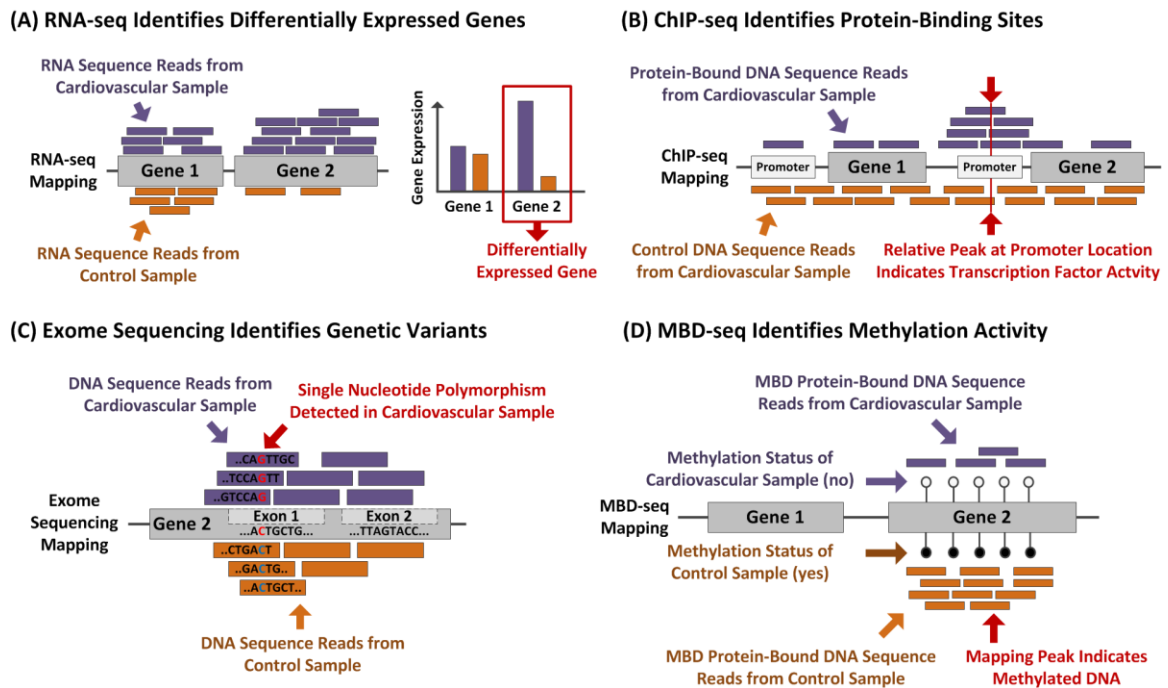 (A) RNA-seq Identifies Differentially Expressed Genes
RNA Sequence Reads from
Cardiovascular Sample
RNA-seq
Mapping
Gene 1
Gene 2
RNA Sequence Reads from
Control Sample
Gene Expression
Gene 1
Gene 2
Differentially
Expressed Gene
(B) ChIP-seq Identifies Protein-Binding Sites
Protein-Bound DNA Sequence Reads
from Cardiovascular Sample
ChIP-seq
Mapping
Promoter
Gene 1
Promoter
Gene 2
Control DNA Sequence Reads
from Cardiovascular Sample
Relative Peak at Promoter Location
Indicates Transcription Factor Actvity
(C) Exome Sequencing Identifies Genetic Variants
DNA Sequence Reads from
Cardiovascular Sample
Single Nucleotide Polymorphism
Detected in Cardiovascular Sample
..CAGTTGC
..TCCAGTT
..GTCCAG
Exome
Sequencing
Mapping
Gene 2
Exon 1
Exon 2
...ACTGCTG...
...TTAGTACC...
..CTGACT
..GACTG..
..ACTGCT..
DNA Sequence Reads from
Control Sample
(D) MBD-seq Identifies Methylation Activity
MBD Protein-Bound DNA Sequence
Reads from Cardiovascular Sample
Methylation Status of
Cardiovascular Sample (no)
MBD-seq
Mapping
Gene 1
Gene 2
Methylation Status of
Control Sample (yes)
MBD Protein-Bound DNA Sequence
Reads from Control Sample
Mapping Peak Indicates
Methylated DNA